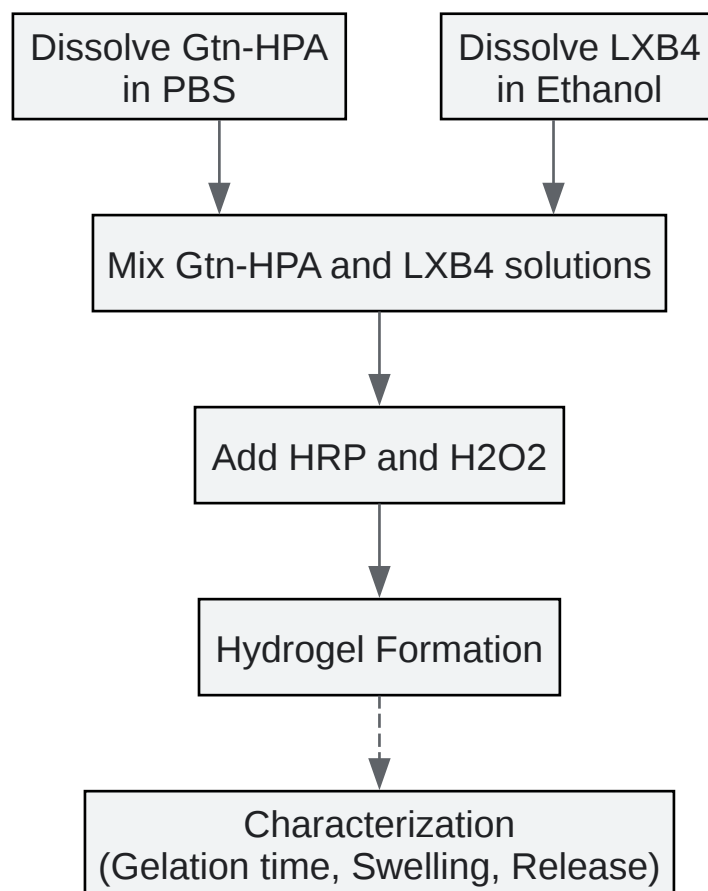 Dissolve Gtn-HPA
in PBS
Dissolve LXB4
in Ethanol
Mix Gtn-HPA and LXB4 solutions
Add HRP and H2O2
Hydrogel Formation
Characterization
(Gelation time, Swelling, Release)